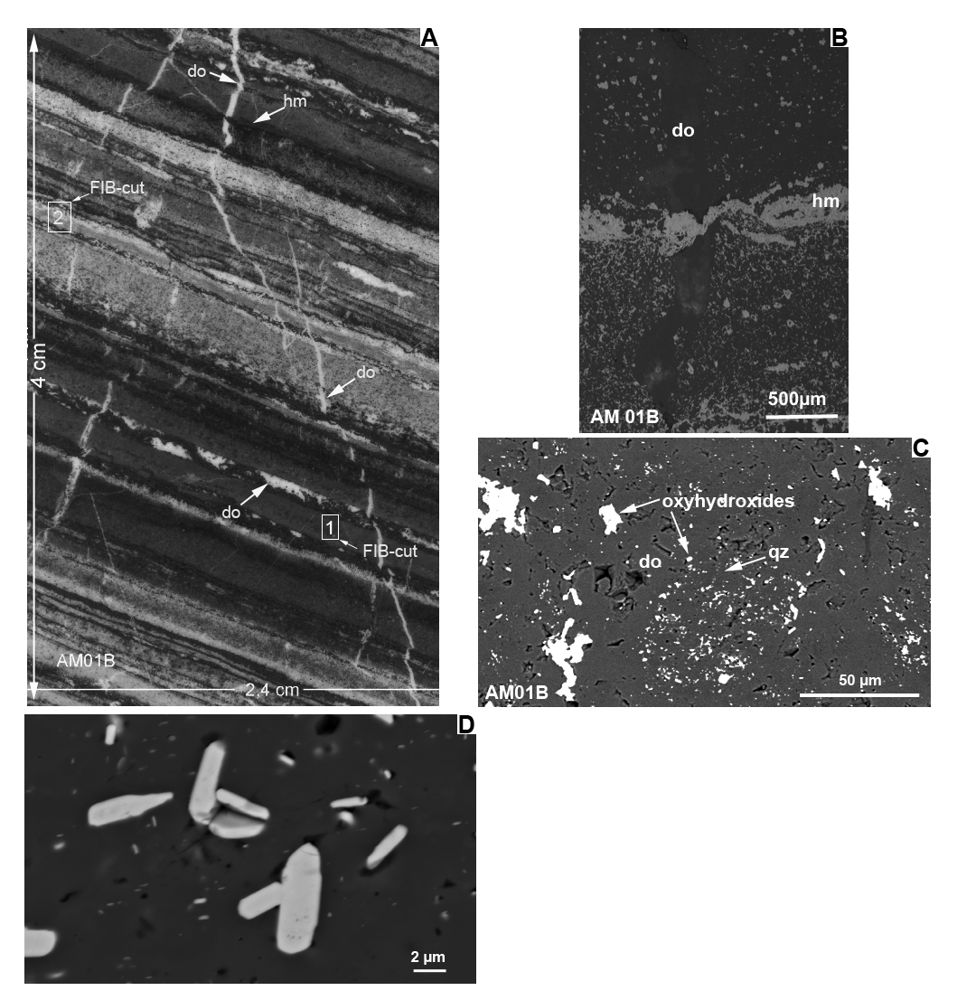 A
do
hm
FIB-cut
2
4 cm
do
do
1
FIB-cut
AM01B
2,4 cm
B
do
hm
500µm
AM 01B
C
oxyhydroxides
do
qz
50 µm
AM01B
D
2 µm